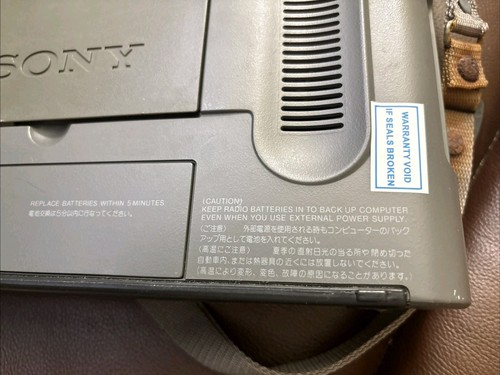 SONY
WARRANTY VOID
IF SEALS BROKEN
REPLACE BATTERIES WITHIN 5 MINUTES.
電池交換は5分以内に行なってください。
(CAUTION)
KEEP RADIO BATTERIES IN TO BACK UP COMPUTER
EVEN WHEN YOU USE EXTERNAL POWER SUPPLY.
(ご注意) 外部電源を使用される時もコンピューターのバック
アップ用として電池を入れてください。
(高温にご注意) 夏季の直射日光の当る所や閉め切った
自動車内、または熱器具の近くには放置しないでください。
(高温により変形、変色、故障の原因になることがあります。)